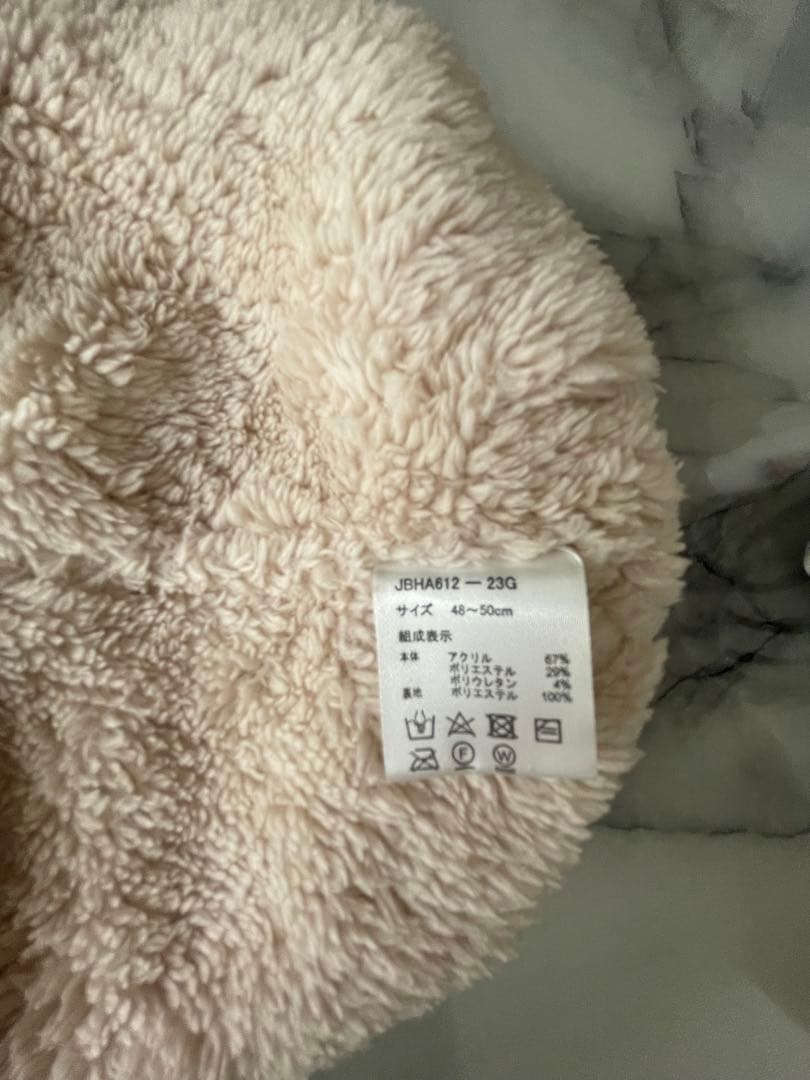 JBHA612 — 23G
サイズ 48～50cm
組成表示
本体 アクリル 67%
ポリエステル 29%
ポリウレタン 4%
裏地 ポリエステル 100%
F W